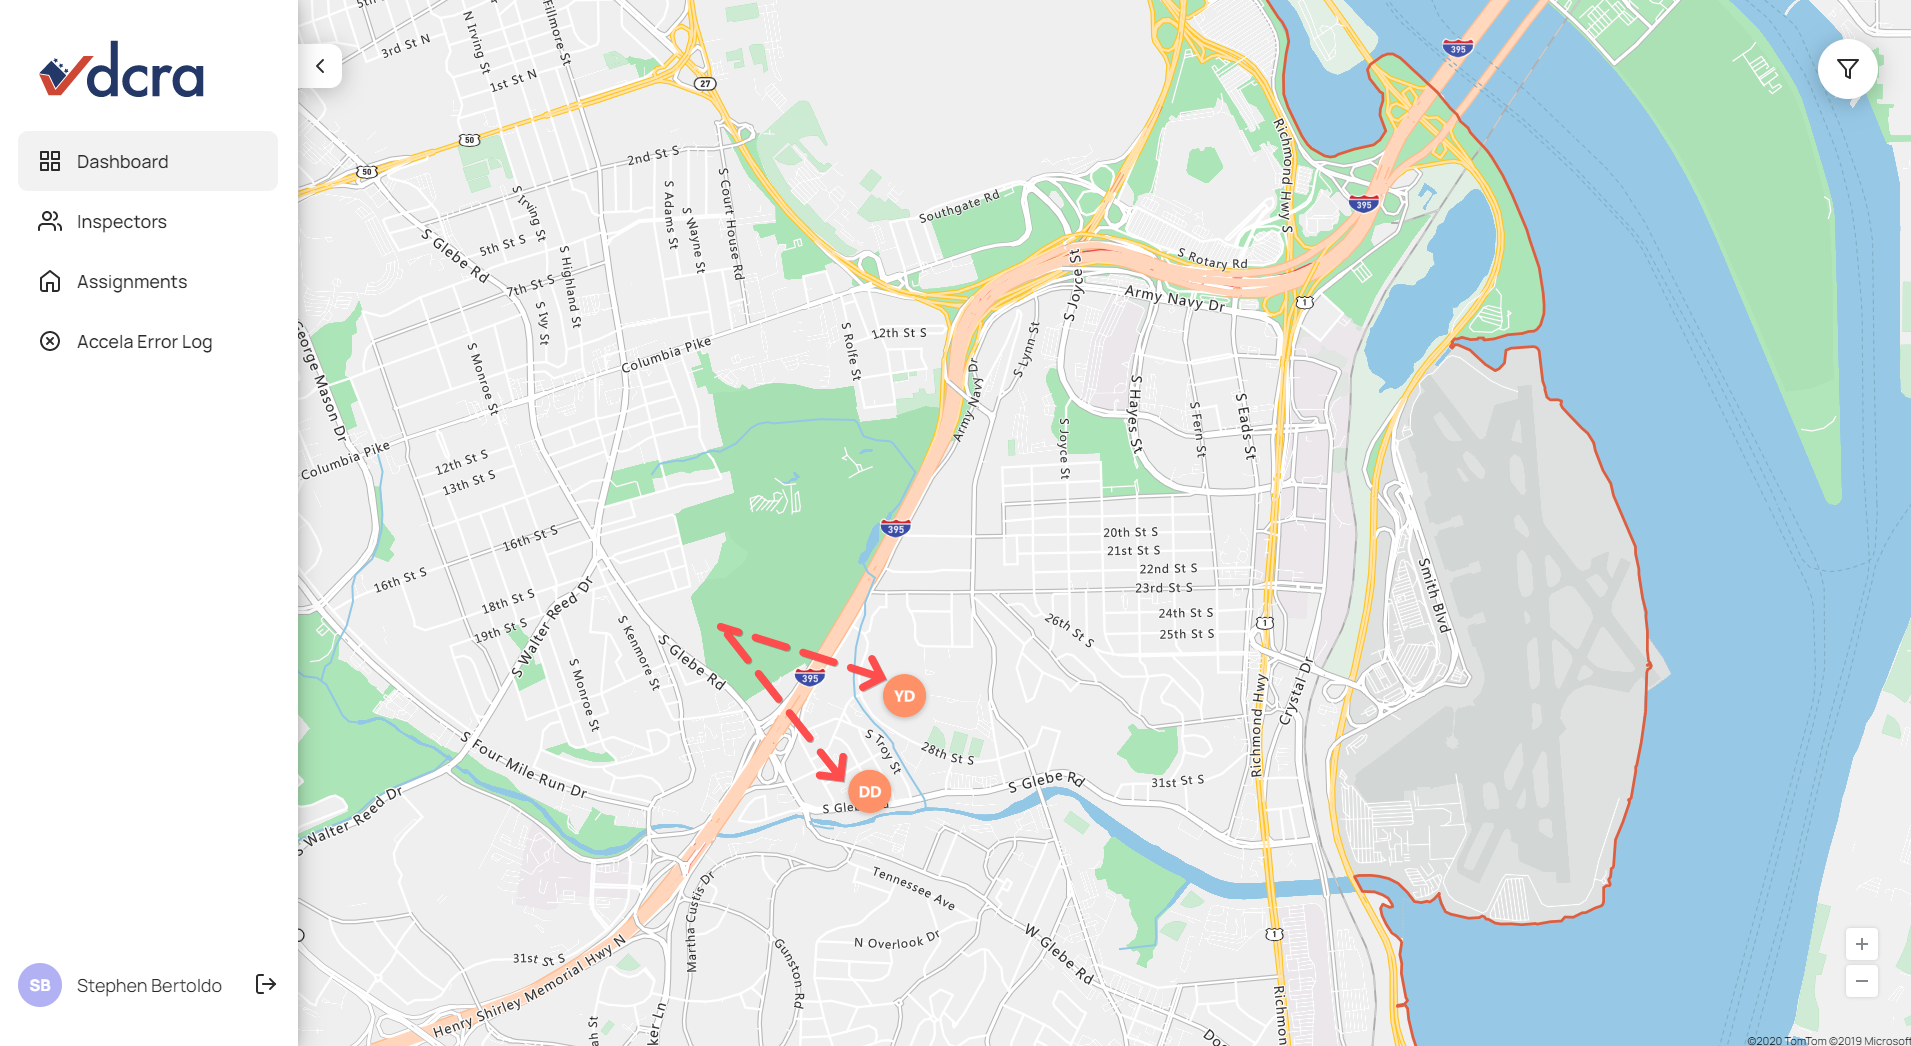 dcra
Dashboard
Inspectors
Assignments
Accela Error Log
SB
Stephen Bertoldo
3rd St N
N Irving St
Fillmore St
1st St N
27
50
50
2nd St S
S Irving St
S Adams St
S Wayne St
S Court House Rd
5th St S
S Glebe Rd
7th St S
S Highland St
S Ivy St
Southgate Rd
Richmond Hwy S
395
395
S Rotary Rd
Army Navy Dr
1
S Joyce St
George Mason Dr
S Monroe St
Columbia Pike
S Rolfe St
12th St S
Army Navy Dr
S Lynn St
S Hayes St
S Fern St
S Eads St
S Joyce St
Columbia Pike
12th St S
13th St S
16th St S
16th St S
395
20th St S
21st St S
22nd St S
23rd St S
24th St S
25th St S
26th St S
Smith Blvd
18th St S
19th St S
S Walter Reed Dr
S Kenmore St
S Glebe Rd
S Monroe St
395
1
YD
DD
S Troy St
28th St S
S Glebe Rd
31st St S
Richmond Hwy
Crystal Dr
S Four Mile Run Dr
S Walter Reed Dr
Tennessee Ave
N Overlook Dr
W Glebe Rd
Martha Custis Dr
Gunston Rd
31st St S
Henry Shirley Memorial Hwy N
1
©2020 TomTom ©2019 Microsoft